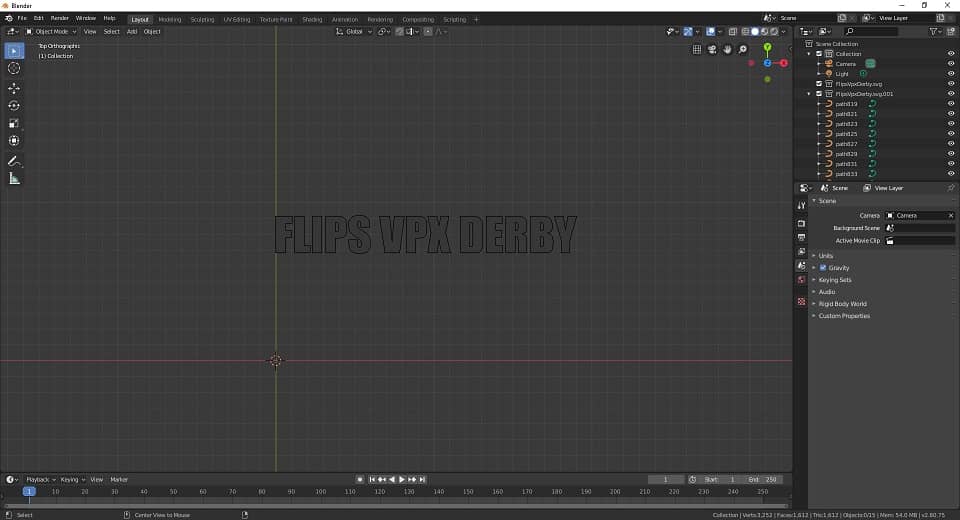 Blender
File Edit Render Window Help Layout Modeling Sculpting UV Editing Texture Paint Shading Animation Rendering Compositing Scripting + Scene View Layer
Object Mode View Select Add Object Global
Top Orthographic
(1) Collection
Y
Z X
FLIPS VPX DERBY
Scene Collection
Collection
Camera
Light
FlipsVpxDerby.svg
FlipsVpxDerby.svg.001
path819
path821
path823
path825
path827
path829
path831
path833
Scene View Layer
Scene
Camera Camera
Background Scene
Active Movie Clip
Units
Gravity
Keying Sets
Audio
Rigid Body World
Custom Properties
Playback Keying View Marker 1 Start: 1 End: 250
1 10 20 30 40 50 60 70 80 90 100 110 120 130 140 150 160 170 180 190 200 210 220 230 240 250
Select Center View to Mouse Collection | Verts:3,252 | Faces:1,612 | Tris:1,612 | Objects:0/15 | Mem: 54.0 MB | v2.80.75